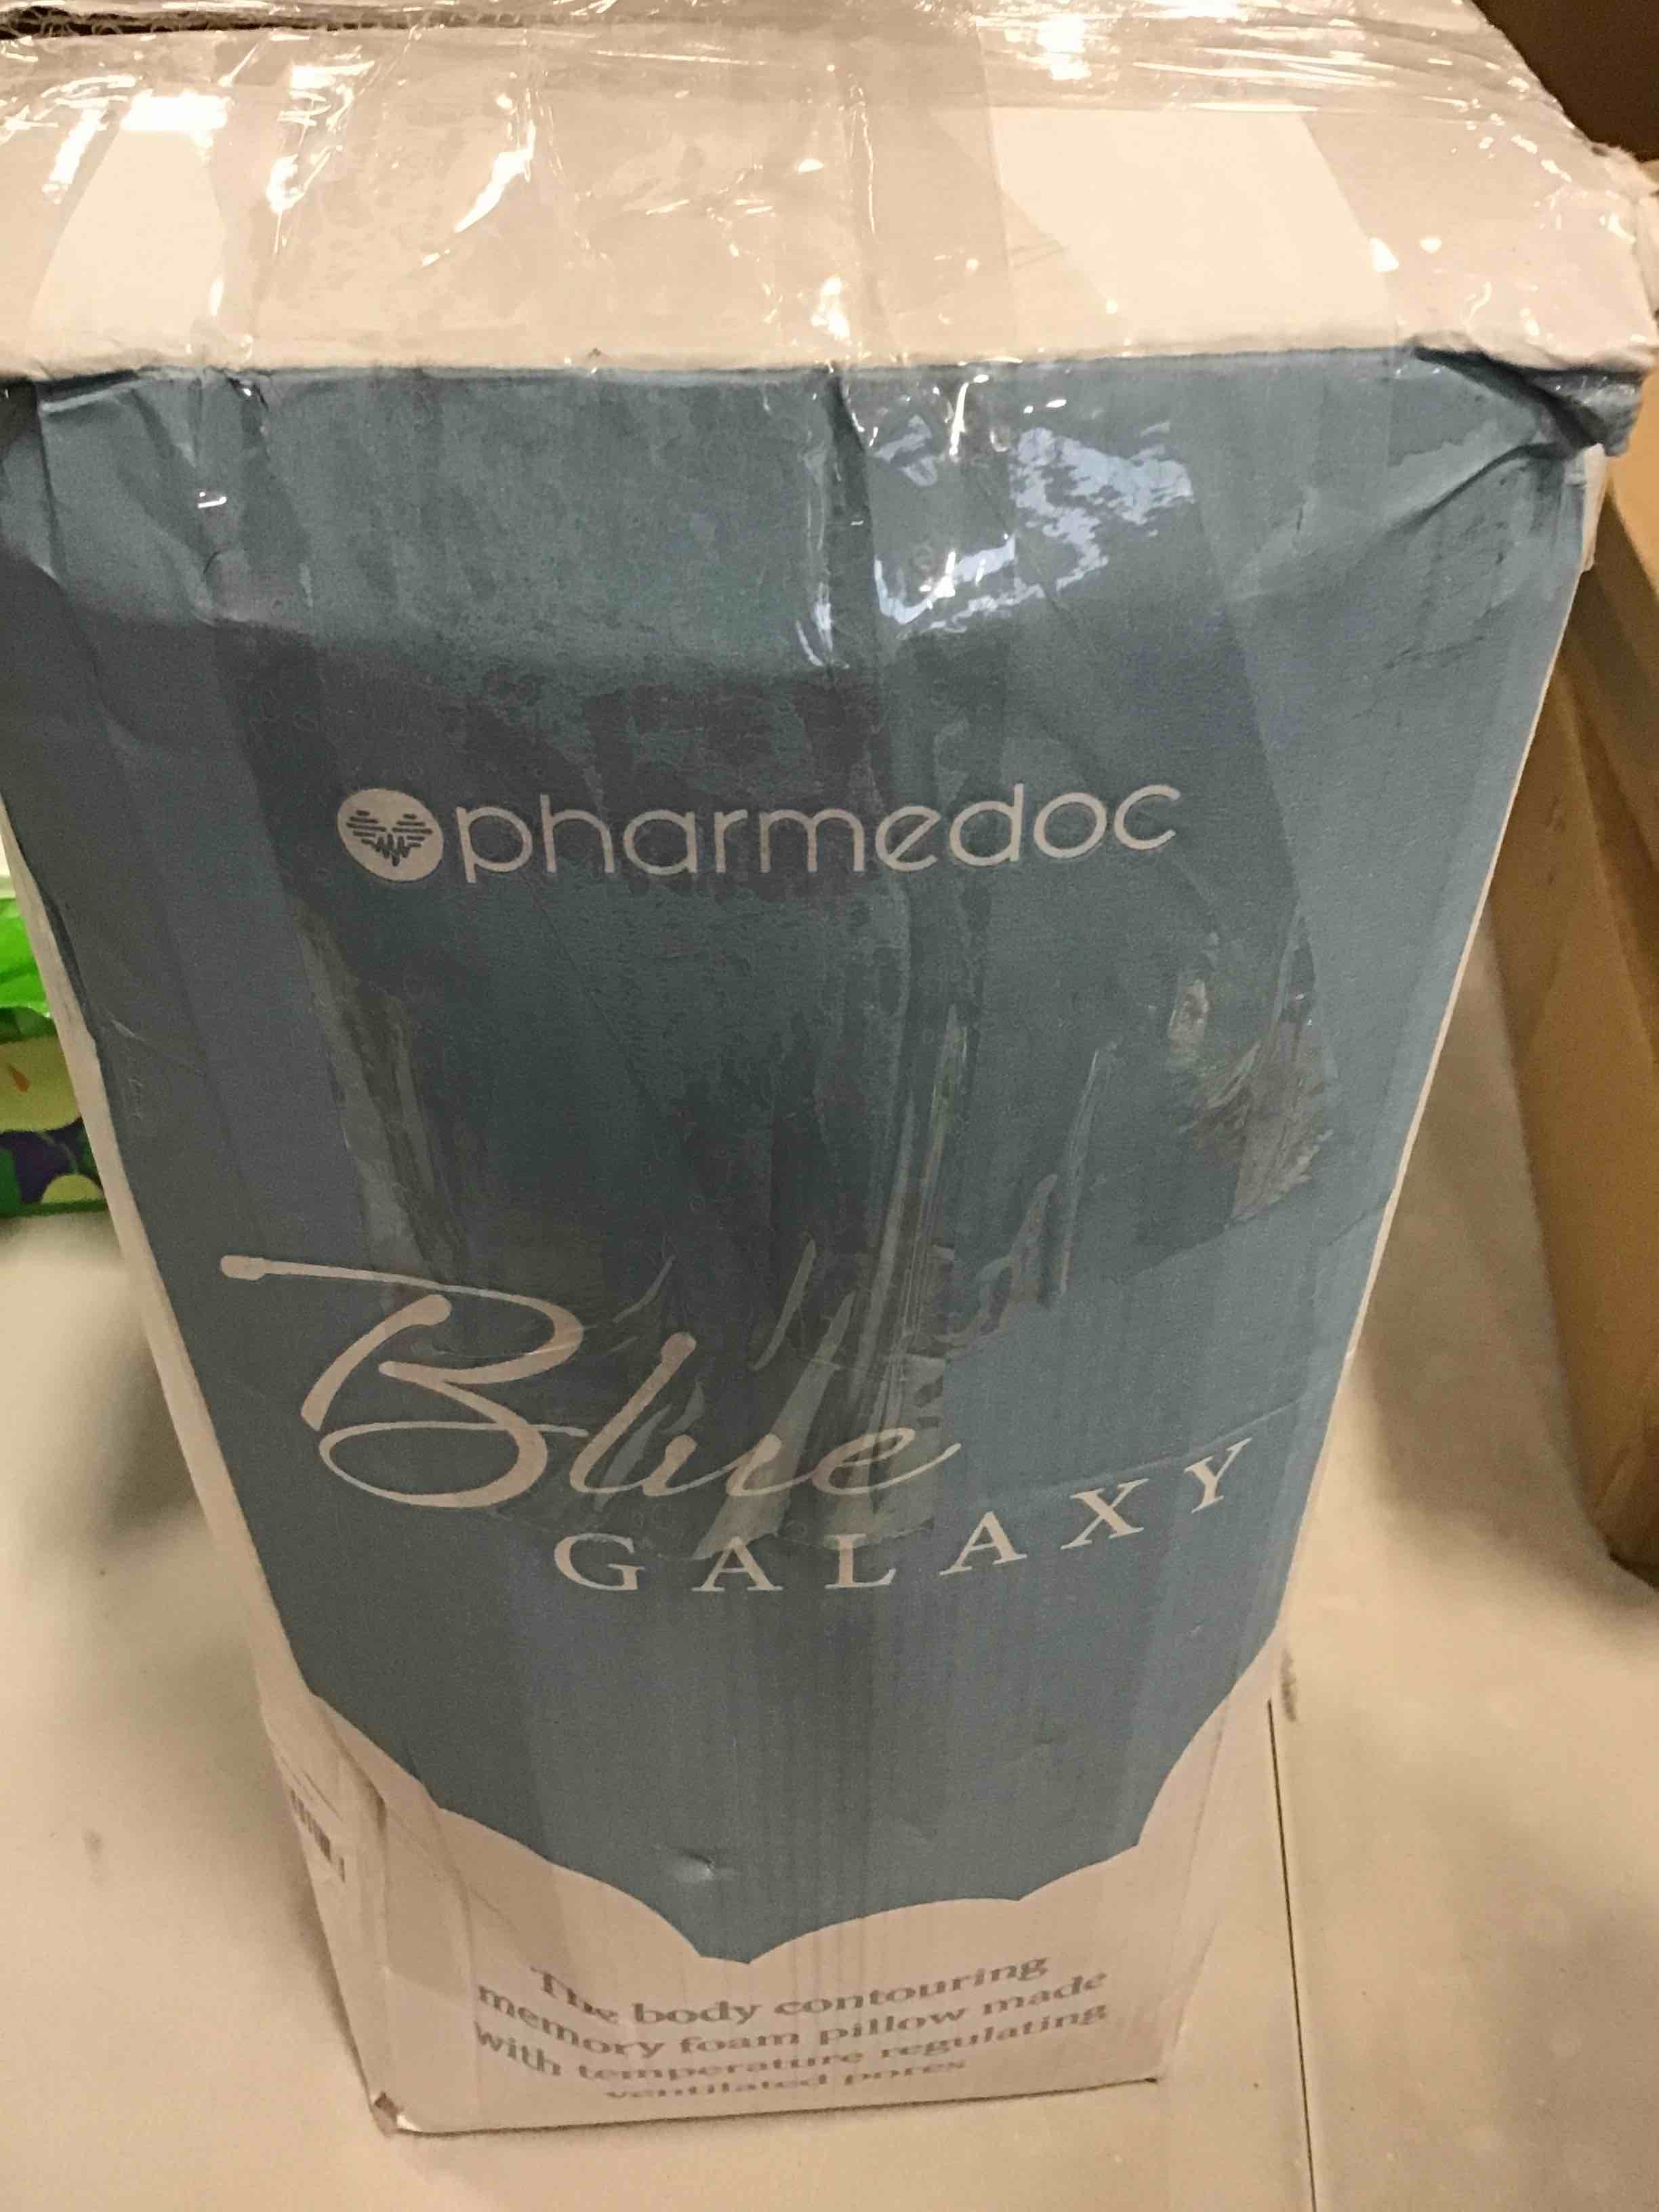 pharmedoc
Blue
GALAXY
The body contouring
memory foam pillow made
with temperature regulating
ventilated pores